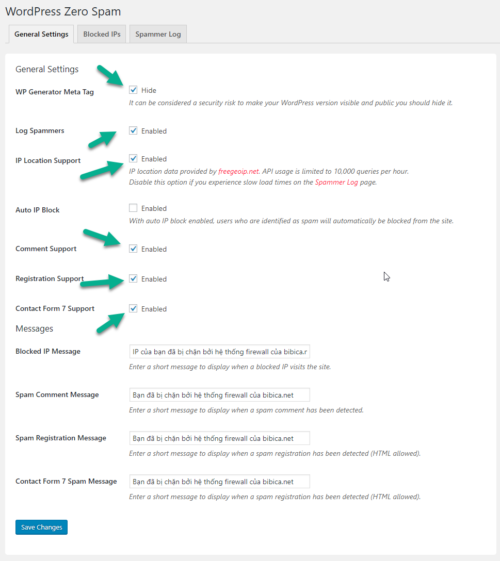 WordPress Zero Spam
General Settings
Blocked IPs
Spammer Log
General Settings
WP Generator Meta Tag
Hide
It can be considered a security risk to make your WordPress version visible and public you should hide it.
Log Spammers
Enabled
IP Location Support
Enabled
IP location data provided by freegeoip.net. API usage is limited to 10,000 queries per hour.
Disable this option if you experience slow load times on the Spammer Log page.
Auto IP Block
Enabled
With auto IP block enabled, users who are identified as spam will automatically be blocked from the site.
Comment Support
Enabled
Registration Support
Enabled
Contact Form 7 Support
Enabled
Messages
Blocked IP Message
IP của bạn đã bị chặn bởi hệ thống firewall của bibica.r
Enter a short message to display when a blocked IP visits the site.
Spam Comment Message
Bạn đã bị chặn bởi hệ thống firewall của bibica.net
Enter a short message to display when a spam comment has been detected.
Spam Registration Message
Bạn đã bị chặn bởi hệ thống firewall của bibica.net
Enter a short message to display when a spam registration has been detected (HTML allowed).
Contact Form 7 Spam Message
Bạn đã bị chặn bởi hệ thống firewall của bibica.net
Enter a short message to display when a spam registration has been detected (HTML allowed).
Save Changes